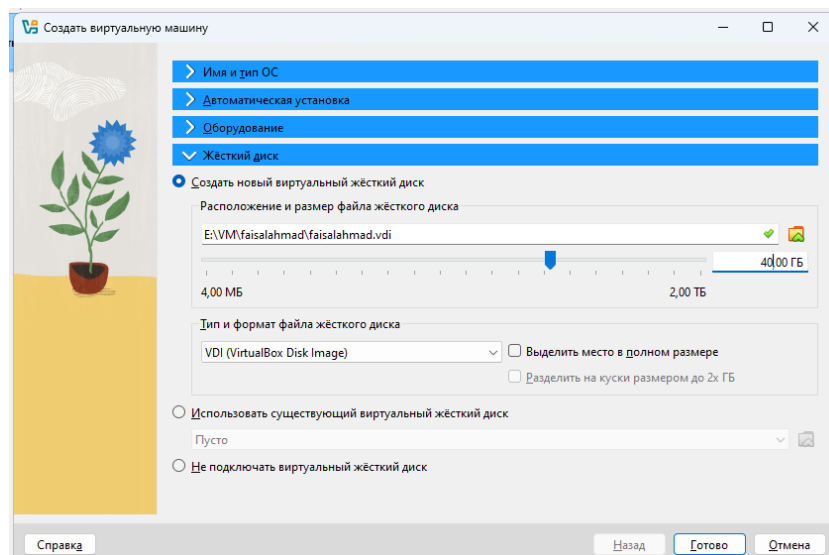 Создать виртуальную машину
Имя и тип ОС
Автоматическая установка
Оборудование
Жёсткий диск
Создать новый виртуальный жёсткий диск
Расположение и размер файла жёсткого диска
E:\VM\faisalahmad\faisalahmad.vdi
40,00 ГБ
4,00 МБ 2,00 ТБ
Тип и формат файла жёсткого диска
VDI (VirtualBox Disk Image) Выделить место в полном размере
Разделить на куски размером до 2х ГБ
Использовать существующий виртуальный жёсткий диск
Пусто
Не подключать виртуальный жёсткий диск
Справка Назад Готово Отмена